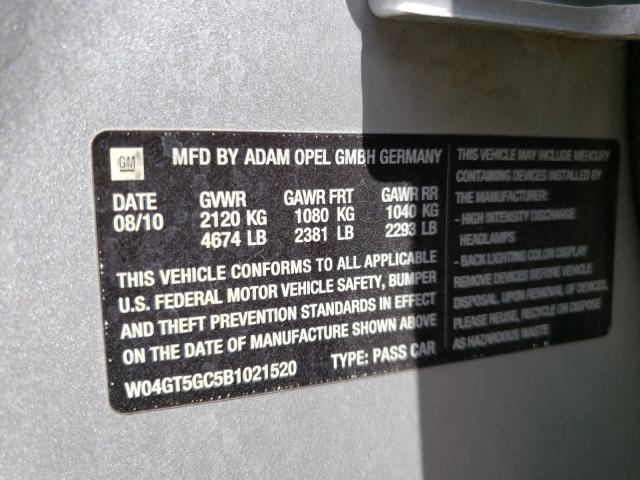 GM
MFD BY ADAM OPEL GMBH GERMANY
DATE GVWR GAWR FRT GAWR RR
08/10 2120 KG 1080 KG 1040 KG
4674 LB 2381 LB 2293 LB
THIS VEHICLE CONFORMS TO ALL APPLICABLE
U.S. FEDERAL MOTOR VEHICLE SAFETY, BUMPER
AND THEFT PREVENTION STANDARDS IN EFFECT
ON THE DATE OF MANUFACTURE SHOWN ABOVE
W04GT5GC5B1021520 TYPE: PASS CAR
THIS VEHICLE MAY INCLUDE MERCURY
CONTAINING DEVICES INSTALLED BY
THE MANUFACTURER:
- HIGH INTENSITY DISCHARGE
HEADLAMPS
- BACK LIGHTING COLOR DISPLAY
REMOVE DEVICES BEFORE VEHICLE
DISPOSAL. UPON REMOVAL OF DEVICES,
PLEASE REUSE, RECYCLE OR DISPOSE
AS HAZARDOUS WASTE